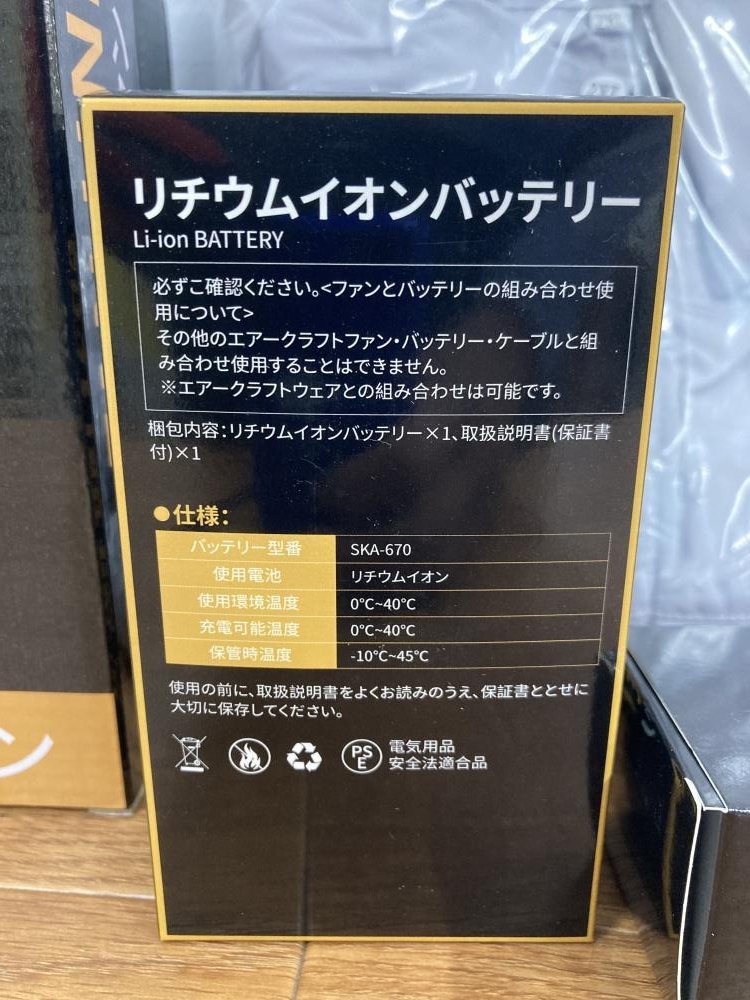 リチウムイオンバッテリー
Li-ion BATTERY
必ずご確認ください。<ファンとバッテリーの組み合わせ使
用について>
その他のエアークラフトファン・バッテリー・ケーブルと組
み合わせ使用することはできません。
※エアークラフトウェアとの組み合わせは可能です。
梱包内容：リチウムイオンバッテリー×1、取扱説明書(保証書
付)×1
●仕様：
バッテリー型番 SKA-670
使用電池 リチウムイオン
使用環境温度 0℃~40℃
充電可能温度 0℃~40℃
保管時温度 -10℃~45℃
使用の前に、取扱説明書をよくお読みのうえ、保証書ととせに
大切に保存してください。
PS
E
電気用品
安全法適合品
ン